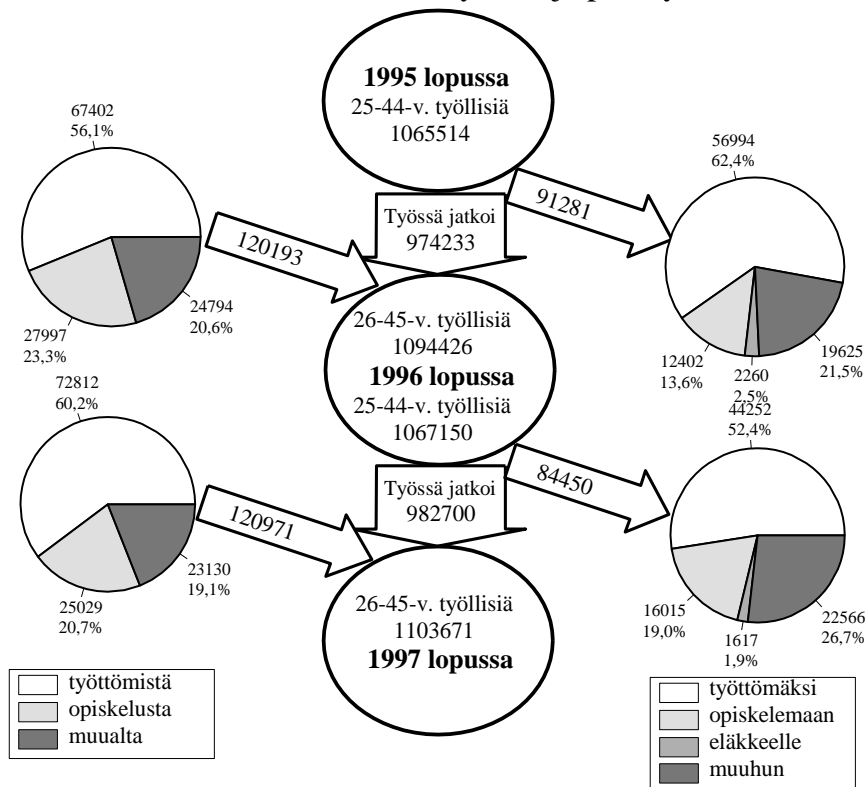 1995 lopussa
25-44-v. työllisiä
1065514
67402
56,1%
27997
23,3%
24794
20,6%
120193
Työssä jatkoi
974233
91281
56994
62,4%
12402
13,6%
2260
2,5%
19625
21,5%
26-45-v. työllisiä
1094426
1996 lopussa
25-44-v. työllisiä
1067150
72812
60,2%
25029
20,7%
23130
19,1%
120971
Työssä jatkoi
982700
84450
44252
52,4%
16015
19,0%
1617
1,9%
22566
26,7%
26-45-v. työllisiä
1103671
1997 lopussa
työttömistä
opiskelusta
muualta
työttömäksi
opiskelemaan
eläkkeelle
muuhun